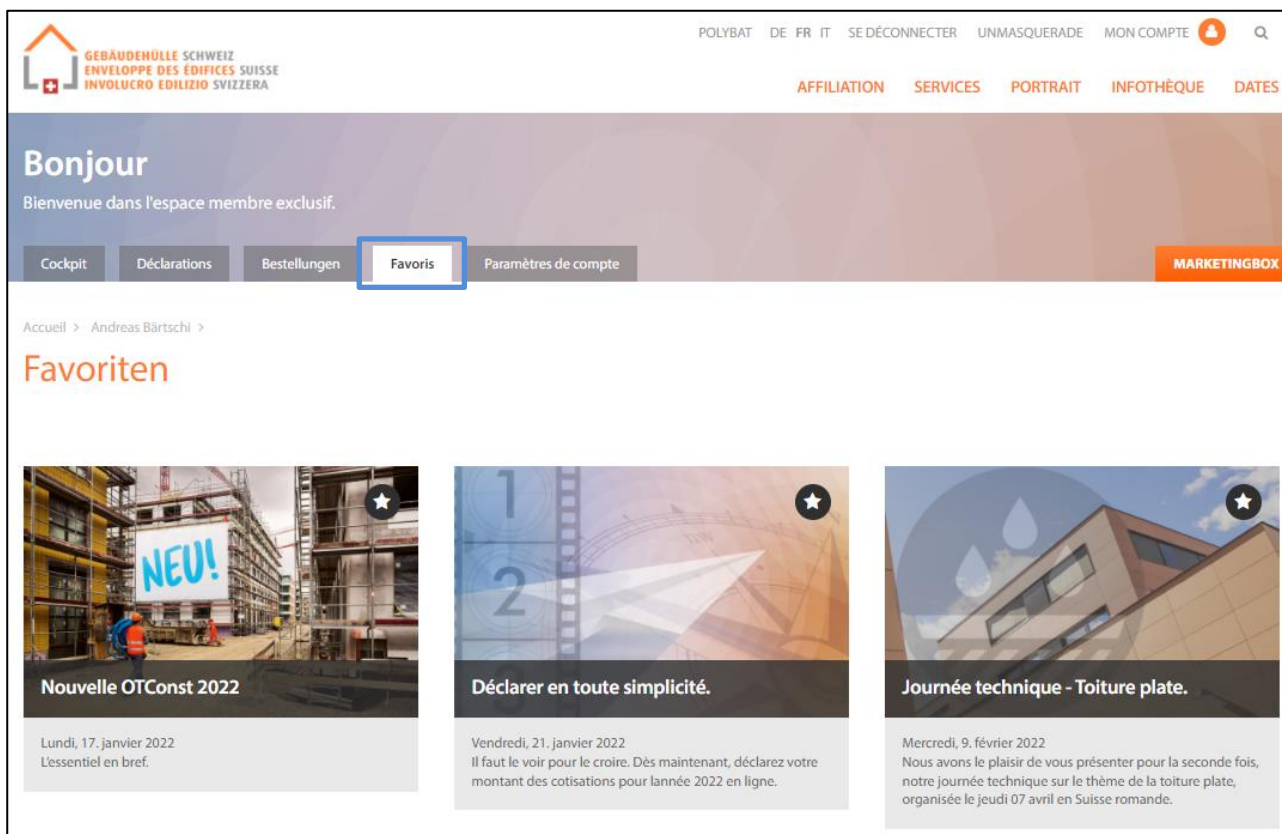 POLYBAT DE FR IT SE DÉCONNECTER UNMASQUERADE MON COMPTE
GEBÄUDEHÜLLE SCHWEIZ
ENVELOPPE DES ÉDIFICES SUISSE
INVOLUCRO EDILIZIO SVIZZERA
AFFILIATION SERVICES PORTRAIT INFOTHÈQUE DATES
Bonjour
Bienvenue dans l'espace membre exclusif.
Cockpit Déclarations Bestellungen Favoris Paramètres de compte MARKETINGBOX
Accueil > Andreas Bärtschi >
Favoriten
NEU!
Nouvelle OTConst 2022
Lundi, 17. janvier 2022
L'essentiel en bref.
1
2
3
Déclarer en toute simplicité.
Vendredi, 21. janvier 2022
Il faut le voir pour le croire. Dès maintenant, déclarez votre
montant des cotisations pour lannée 2022 en ligne.
Journée technique - Toiture plate.
Mercredi, 9. février 2022
Nous avons le plaisir de vous présenter pour la seconde fois,
notre journée technique sur le thème de la toiture plate,
organisée le jeudi 07 avril en Suisse romande.